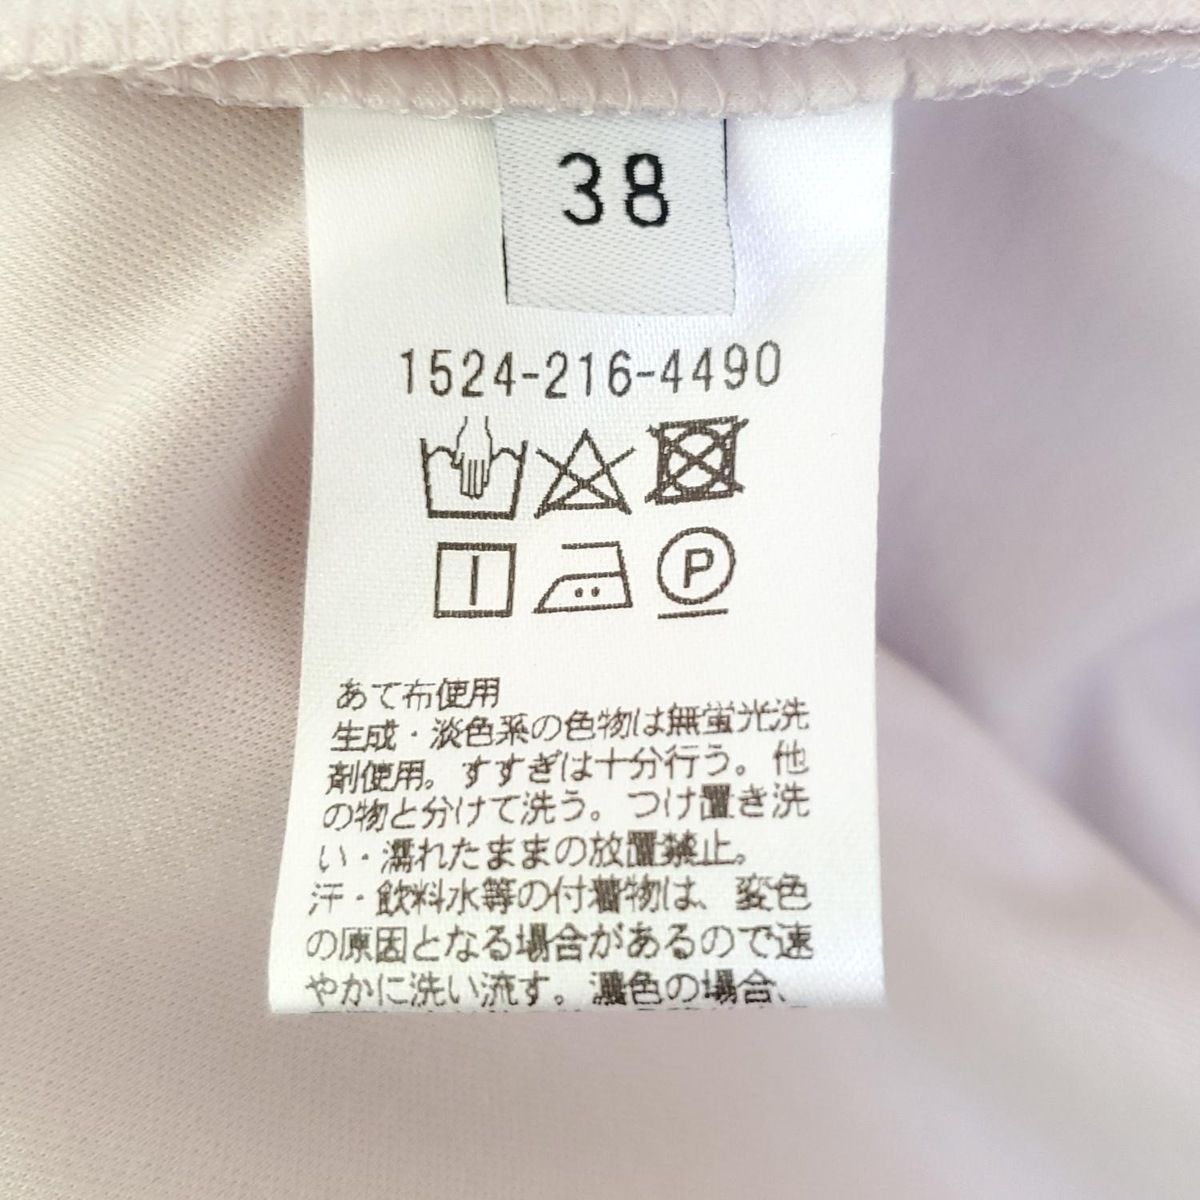 38
1524-216-4490
P
あて布使用
生成・淡色系の色物は無蛍光洗
剤使用。すすぎは十分行う。他
の物と分けて洗う。つけ置き洗
い・濡れたままの放置禁止。
汗・飲料水等の付着物は、変色
の原因となる場合があるので速
やかに洗い流す。濃色の場合、